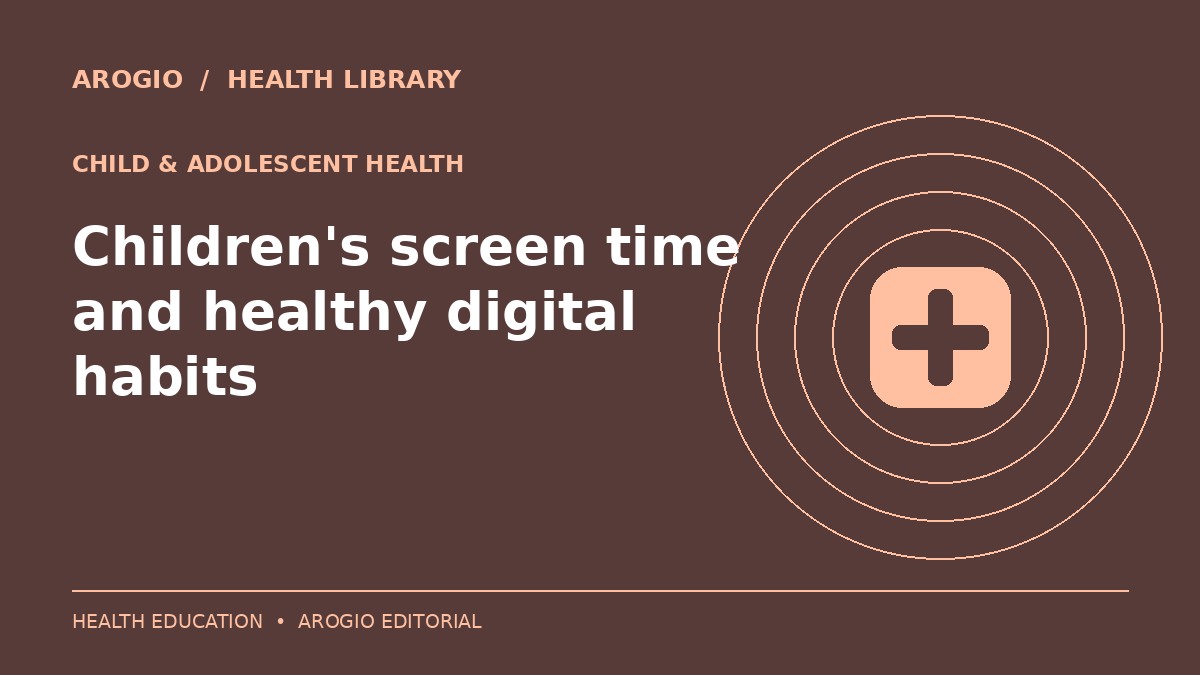 AROGIO / HEALTH LIBRARY
CHILD & ADOLESCENT HEALTH
Children's screen time
and healthy digital
habits
HEALTH EDUCATION • AROGIO EDITORIAL